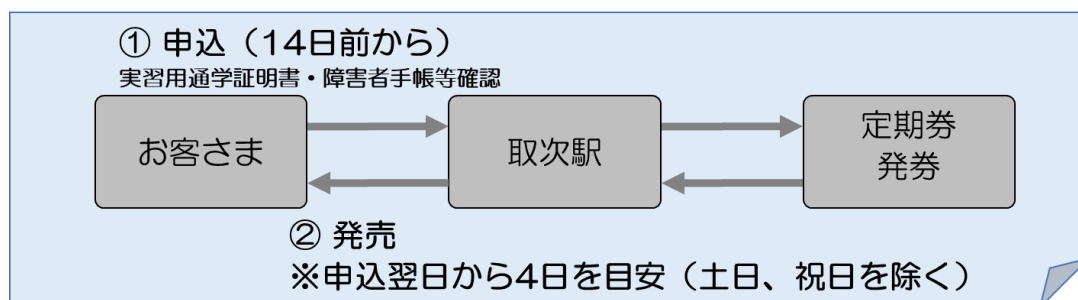 ① 申込（14日前から）
実習用通学証明書・障害者手帳等確認
お客さま
取次駅
定期券
発券
② 発売
※申込翌日から4日を目安（土日、祝日を除く）